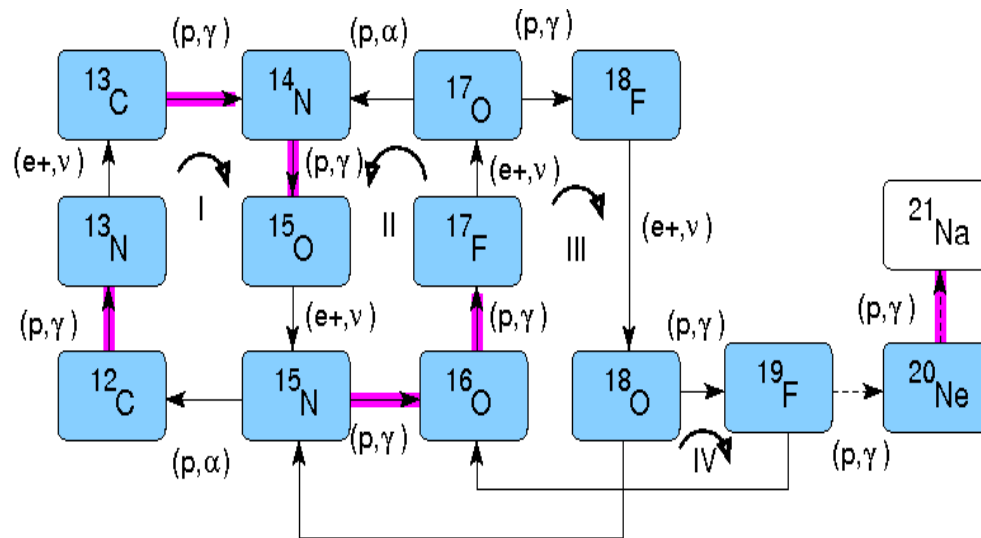 (p,γ) (p,α) (p,γ)
¹³C ¹⁴N ¹⁷O ¹⁸F
(e+,ν) I (p,γ) II (e+,ν) III (e+,ν)
¹³N ¹⁵O ¹⁷F ²¹Na
(p,γ) (e+,ν) (p,γ) (p,γ) (p,γ)
¹²C ¹⁵N ¹⁶O ¹⁸O ¹⁹F ²⁰Ne
(p,α) (p,γ) IV (p,γ)